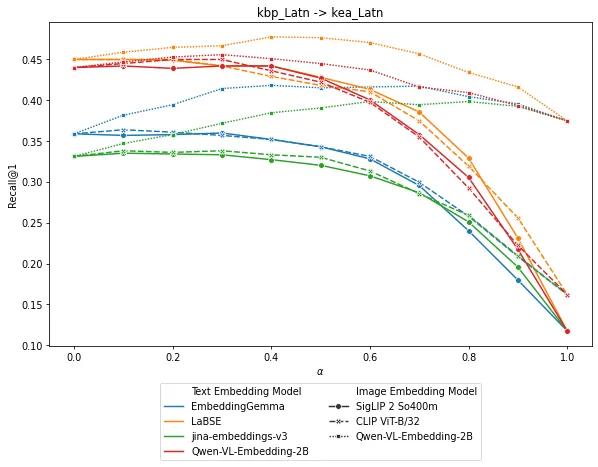 kbp_Latn -> kea_Latn
Recall@1
0.45
0.40
0.35
0.30
0.25
0.20
0.15
0.10
0.0 0.2 0.4 0.6 0.8 1.0
α
Text Embedding Model
EmbeddingGemma
LaBSE
jina-embeddings-v3
Qwen-VL-Embedding-2B
Image Embedding Model
SigLIP 2 So400m
CLIP ViT-B/32
Qwen-VL-Embedding-2B